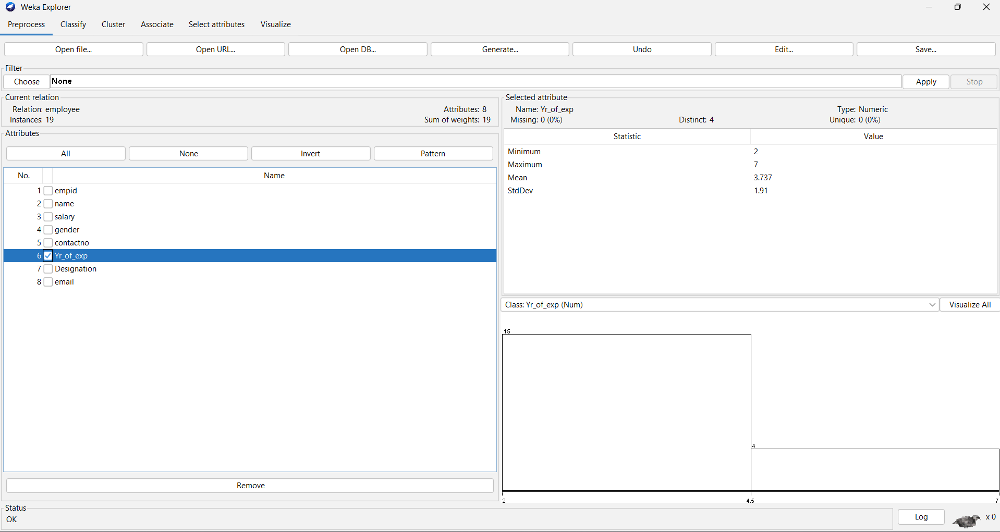 Weka Explorer
Preprocess Classify Cluster Associate Select attributes Visualize
Open file... Open URL... Open DB... Generate... Undo Edit... Save...
Filter
Choose None Apply Stop
Current relation
Relation: employee Attributes: 8
Instances: 19 Sum of weights: 19
Attributes
All None Invert Pattern
No. Name
1 empid
2 name
3 salary
4 gender
5 contactno
6 Yr_of_exp
7 Designation
8 email
Remove
Selected attribute
Name: Yr_of_exp Type: Numeric
Missing: 0 (0%) Distinct: 4 Unique: 0 (0%)
Statistic Value
Minimum 2
Maximum 7
Mean 3.737
StdDev 1.91
Class: Yr_of_exp (Num) Visualize All
15
4
2 4.5 7
Status
OK
Log x 0